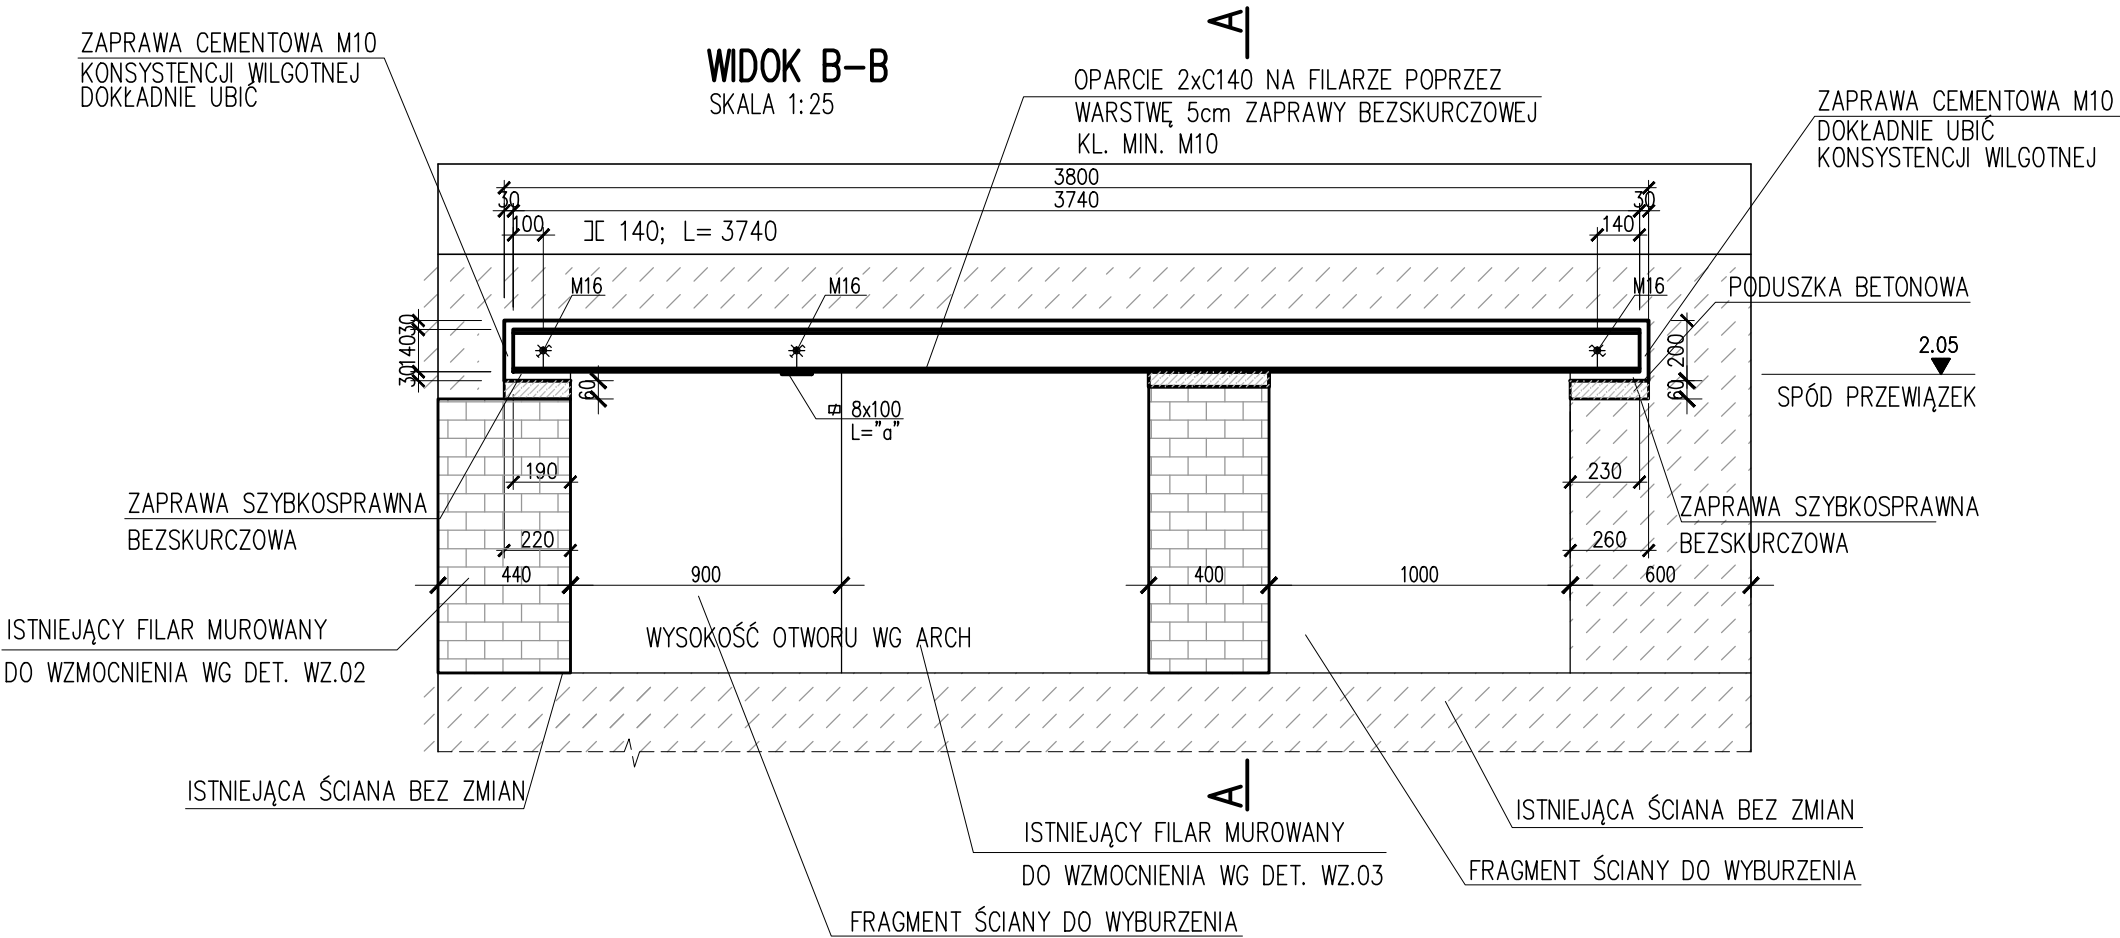 A
ZAPRAWA CEMENTOWA M10
KONSYSTENCJI WILGOTNEJ
DOKŁADNIE UBIĆ
WIDOK B-B
SKALA 1:25
OPARCIE 2xC140 NA FILARZE POPRZEZ
WARSTWĘ 5cm ZAPRAWY BEZSKURCZOWEJ
KL. MIN. M10
ZAPRAWA CEMENTOWA M10
DOKŁADNIE UBIĆ
KONSYSTENCJI WILGOTNEJ
3800
30
3740
30
100
][ 140; L= 3740
140
M16
M16
M16
PODUSZKA BETONOWA
30
140
30
60
200
60
2.05
SPÓD PRZEWIĄZEK
8x100
L="a"
190
230
ZAPRAWA SZYBKOSPRAWNA
BEZSKURCZOWA
ZAPRAWA SZYBKOSPRAWNA
BEZSKURCZOWA
220
260
440
900
400
1000
600
ISTNIEJĄCY FILAR MUROWANY
DO WZMOCNIENIA WG DET. WZ.02
WYSOKOŚĆ OTWORU WG ARCH
ISTNIEJĄCA ŚCIANA BEZ ZMIAN
A
ISTNIEJĄCA ŚCIANA BEZ ZMIAN
ISTNIEJĄCY FILAR MUROWANY
DO WZMOCNIENIA WG DET. WZ.03
FRAGMENT ŚCIANY DO WYBURZENIA
FRAGMENT ŚCIANY DO WYBURZENIA